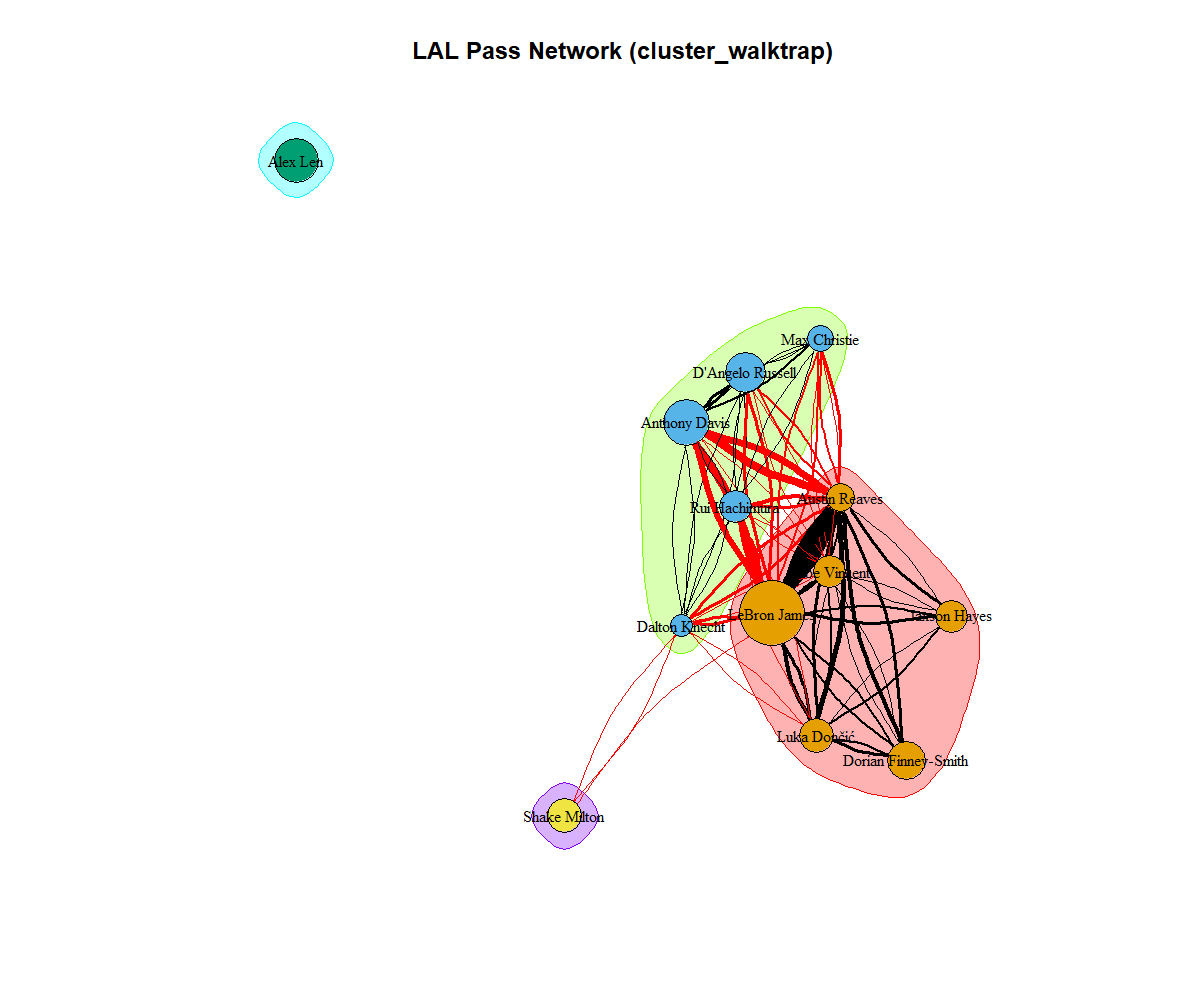 LAL Pass Network (cluster_walktrap)
Alex Len
Max Christie
D'Angelo Russell
Anthony Davis
Austin Reaves
Rui Hachimura
Vincent
LeBron James
Jaxson Hayes
Dalton Knecht
Luka Dončić
Dorian Finney-Smith
Shake Milton